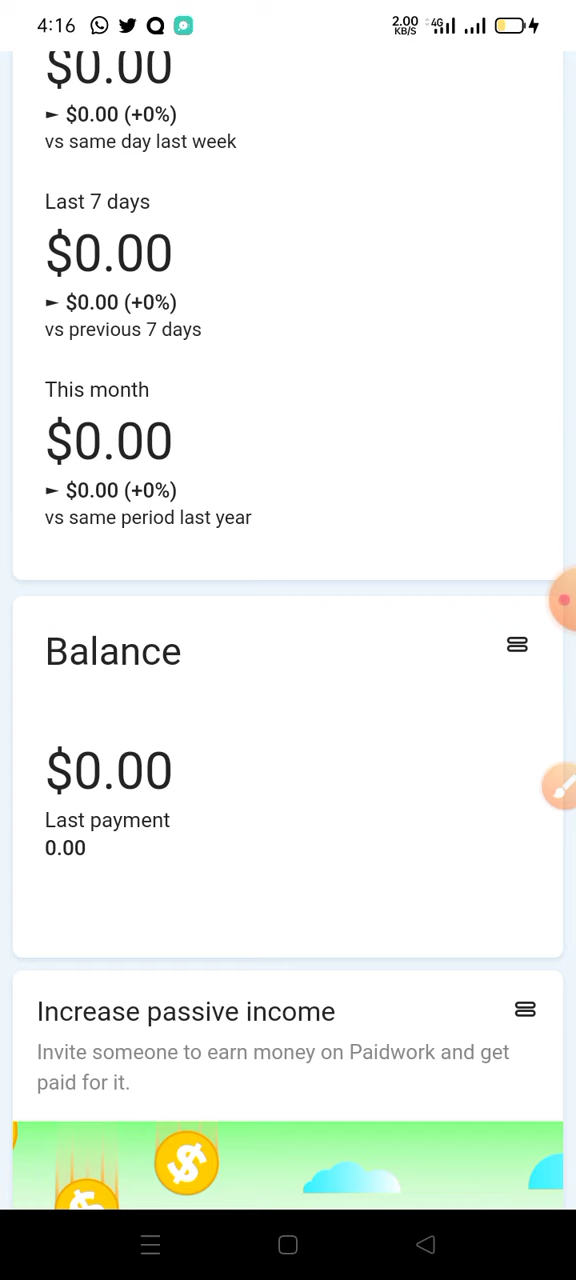 4:16
2.00
KB/S
4G
$0.00
► $0.00 (+0%)
vs same day last week
Last 7 days
$0.00
► $0.00 (+0%)
vs previous 7 days
This month
$0.00
► $0.00 (+0%)
vs same period last year
Balance
$0.00
Last payment
0.00
Increase passive income
Invite someone to earn money on Paidwork and get
paid for it.